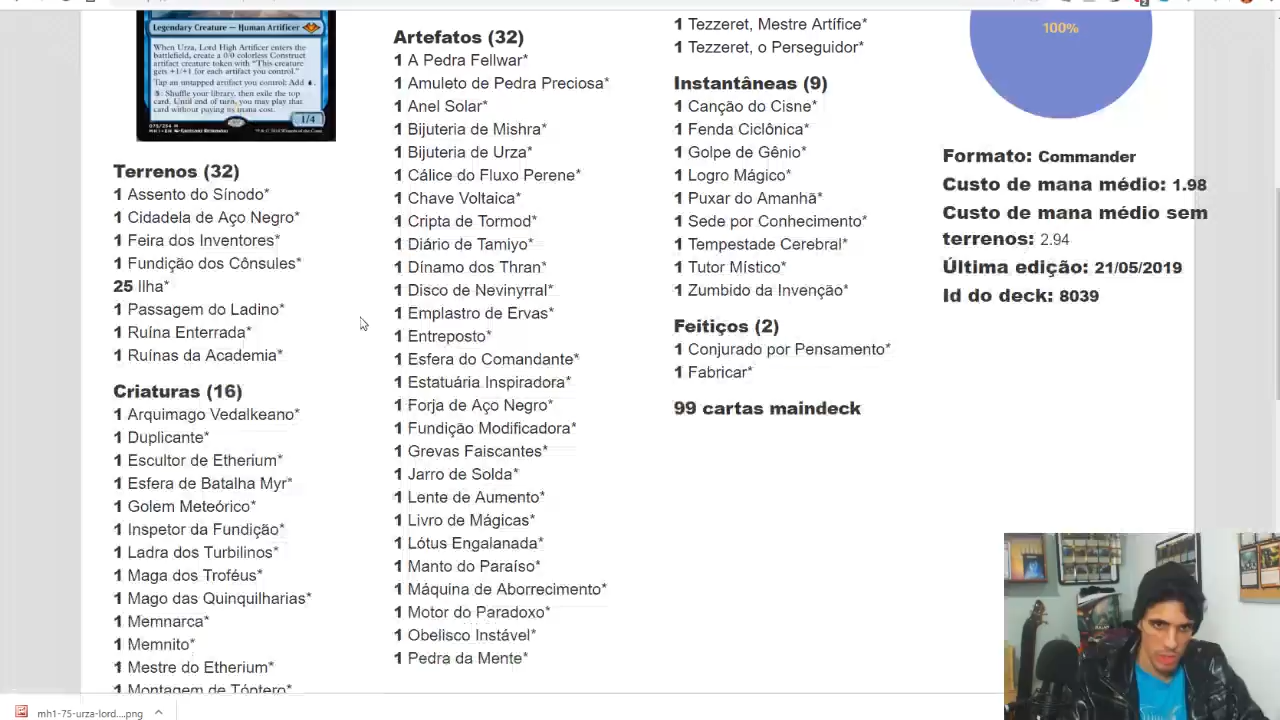 Legendary Creature — Human Artificer
When Urza, Lord High Artificer enters the
battlefield, create a 0/0 colorless Construct
artifact creature token with "This creature
gets +1/+1 for each artifact you control."
Tap an untapped artifact you control: Add
5: Shuffle your library, then exile the top
card. Until end of turn, you may play that
card without paying its mana cost.
1/4
Terrenos (32)
1 Assento do Sínodo*
1 Cidadela de Aço Negro*
1 Feira dos Inventores*
1 Fundição dos Cônsules*
25 Ilha*
1 Passagem do Ladino*
1 Ruína Enterrada*
1 Ruínas da Academia*
Criaturas (16)
1 Arquimago Vedalkeano*
1 Duplicante*
1 Escultor de Etherium*
1 Esfera de Batalha Myr*
1 Golem Meteórico*
1 Inspetor da Fundição*
1 Ladra dos Turbilinos*
1 Maga dos Troféus*
1 Mago das Quinquilharias*
1 Memnarca*
1 Memnito*
1 Mestre do Etherium*
1 Montagem de Tóptero*
Artefatos (32)
1 A Pedra Fellwar*
1 Amuleto de Pedra Preciosa*
1 Anel Solar*
1 Bijuteria de Mishra*
1 Bijuteria de Urza*
1 Cálice do Fluxo Perene*
1 Chave Voltaica*
1 Cripta de Tormod*
1 Diário de Tamiyo*
1 Dínamo dos Thran*
1 Disco de Nevinyrral*
1 Emplastro de Ervas*
1 Entreposto*
1 Esfera do Comandante*
1 Estatuária Inspiradora*
1 Forja de Aço Negro*
1 Fundição Modificadora*
1 Grevas Faiscantes*
1 Jarro de Solda*
1 Lente de Aumento*
1 Livro de Mágicas*
1 Lótus Engalanada*
1 Manto do Paraíso*
1 Máquina de Aborrecimento*
1 Motor do Paradoxo*
1 Obelisco Instável*
1 Pedra da Mente*
1 Tezzeret, Mestre Artífice*
1 Tezzeret, o Perseguidor*
Instantâneas (9)
1 Canção do Cisne*
1 Fenda Ciclônica*
1 Golpe de Gênio*
1 Logro Mágico*
1 Puxar do Amanhã*
1 Sede por Conhecimento*
1 Tempestade Cerebral*
1 Tutor Místico*
1 Zumbido da Invenção*
Feitiços (2)
1 Conjurado por Pensamento*
1 Fabricar*
99 cartas maindeck
100%
Formato: Commander
Custo de mana médio: 1.98
Custo de mana médio sem
terrenos: 2.94
Última edição: 21/05/2019
Id do deck: 8039
mh1-75-urza-lord....png